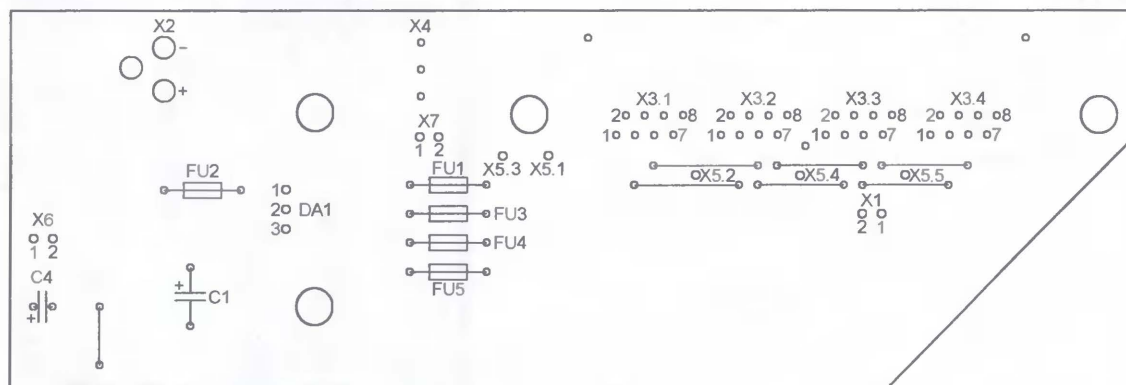 X2
X4
-
+
X3.1
X3.2
X3.3
X3.4
2 8 2 8 2 8 2 8
1 7 1 7 1 7 1 7
X7
1 2
X5.3 X5.1
FU2
FU1
X5.2
X5.4
X5.5
1
2 DA1
3
FU3
X1
2 1
X6
1 2
FU4
C4
+
+
C1
FU5